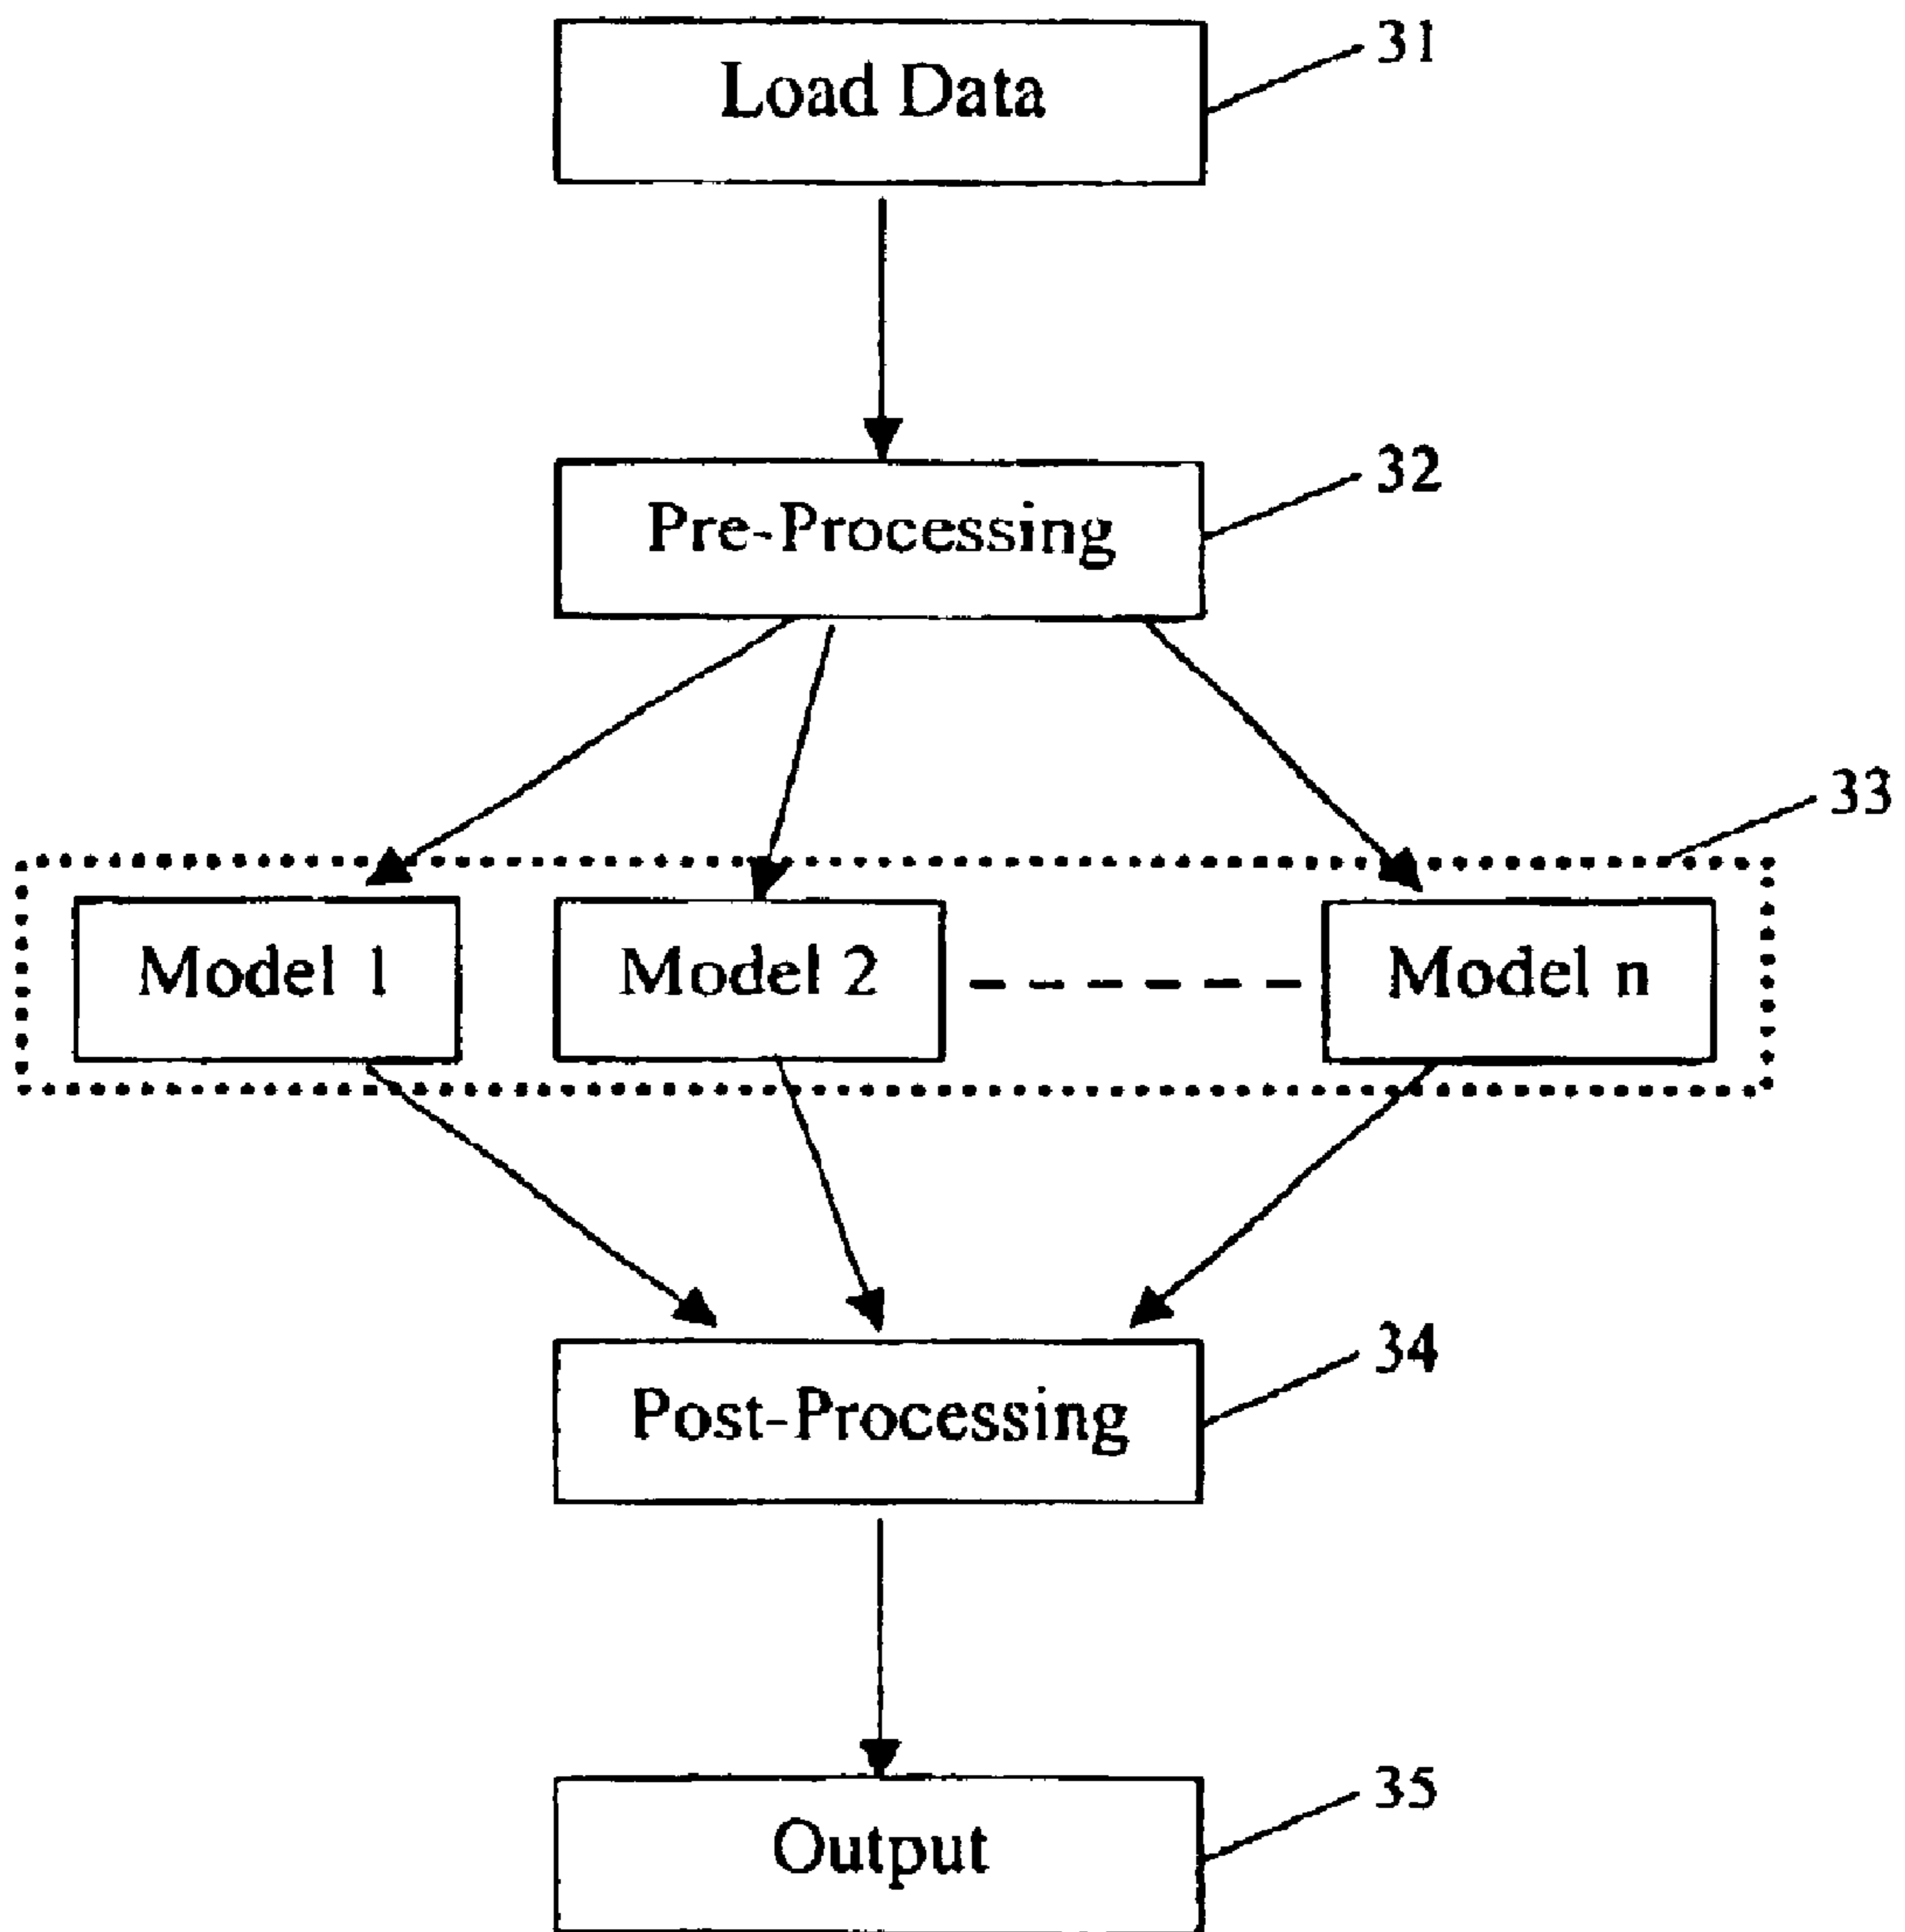 Load Data
31
Pre-Processing
32
33
Model 1
Model 2
Model n
Post-Processing
34
Output
35